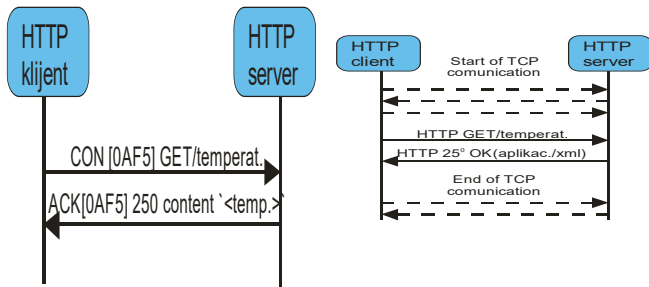 HTTP
klijent
HTTP
server
CON [0AF5] GET/temperat.
ACK[0AF5] 250 content `<temp.>`
HTTP
client
HTTP
server
Start of TCP
comunication
HTTP GET/temperat.
HTTP 25° OK(aplikac./xml)
End of TCP
comunication